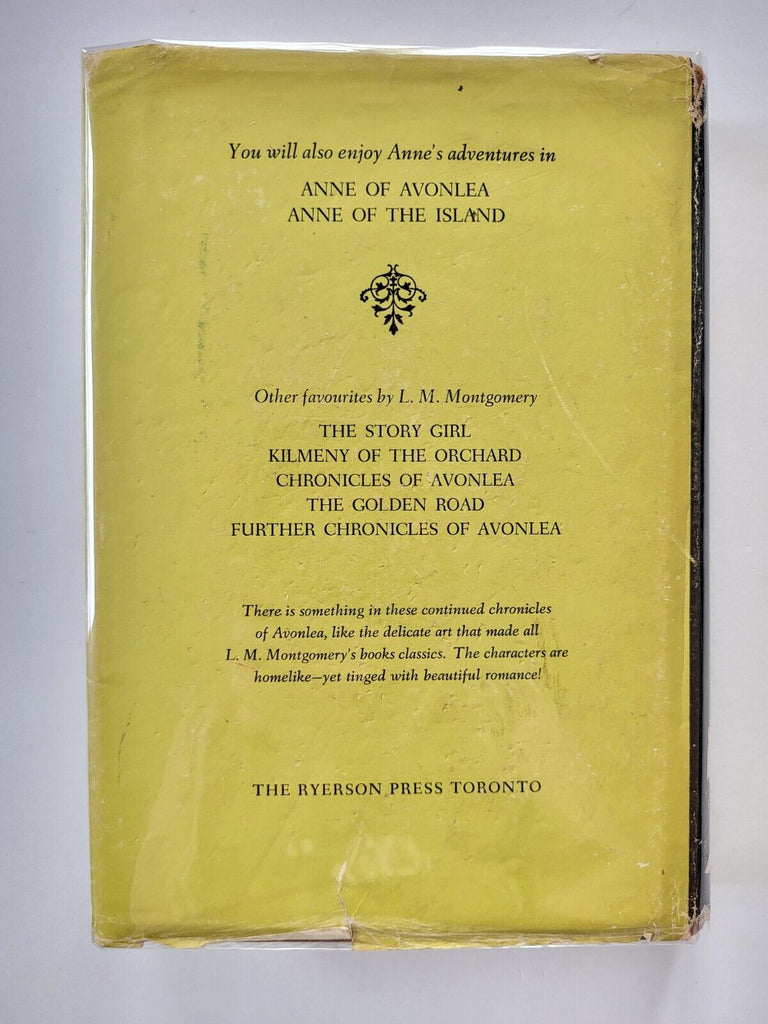 You will also enjoy Anne's adventures in
ANNE OF AVONLEA
ANNE OF THE ISLAND
Other favourites by L. M. Montgomery
THE STORY GIRL
KILMENY OF THE ORCHARD
CHRONICLES OF AVONLEA
THE GOLDEN ROAD
FURTHER CHRONICLES OF AVONLEA
There is something in these continued chronicles
of Avonlea, like the delicate art that made all
L. M. Montgomery's books classics. The characters are
homelike—yet tinged with beautiful romance!
THE RYERSON PRESS TORONTO